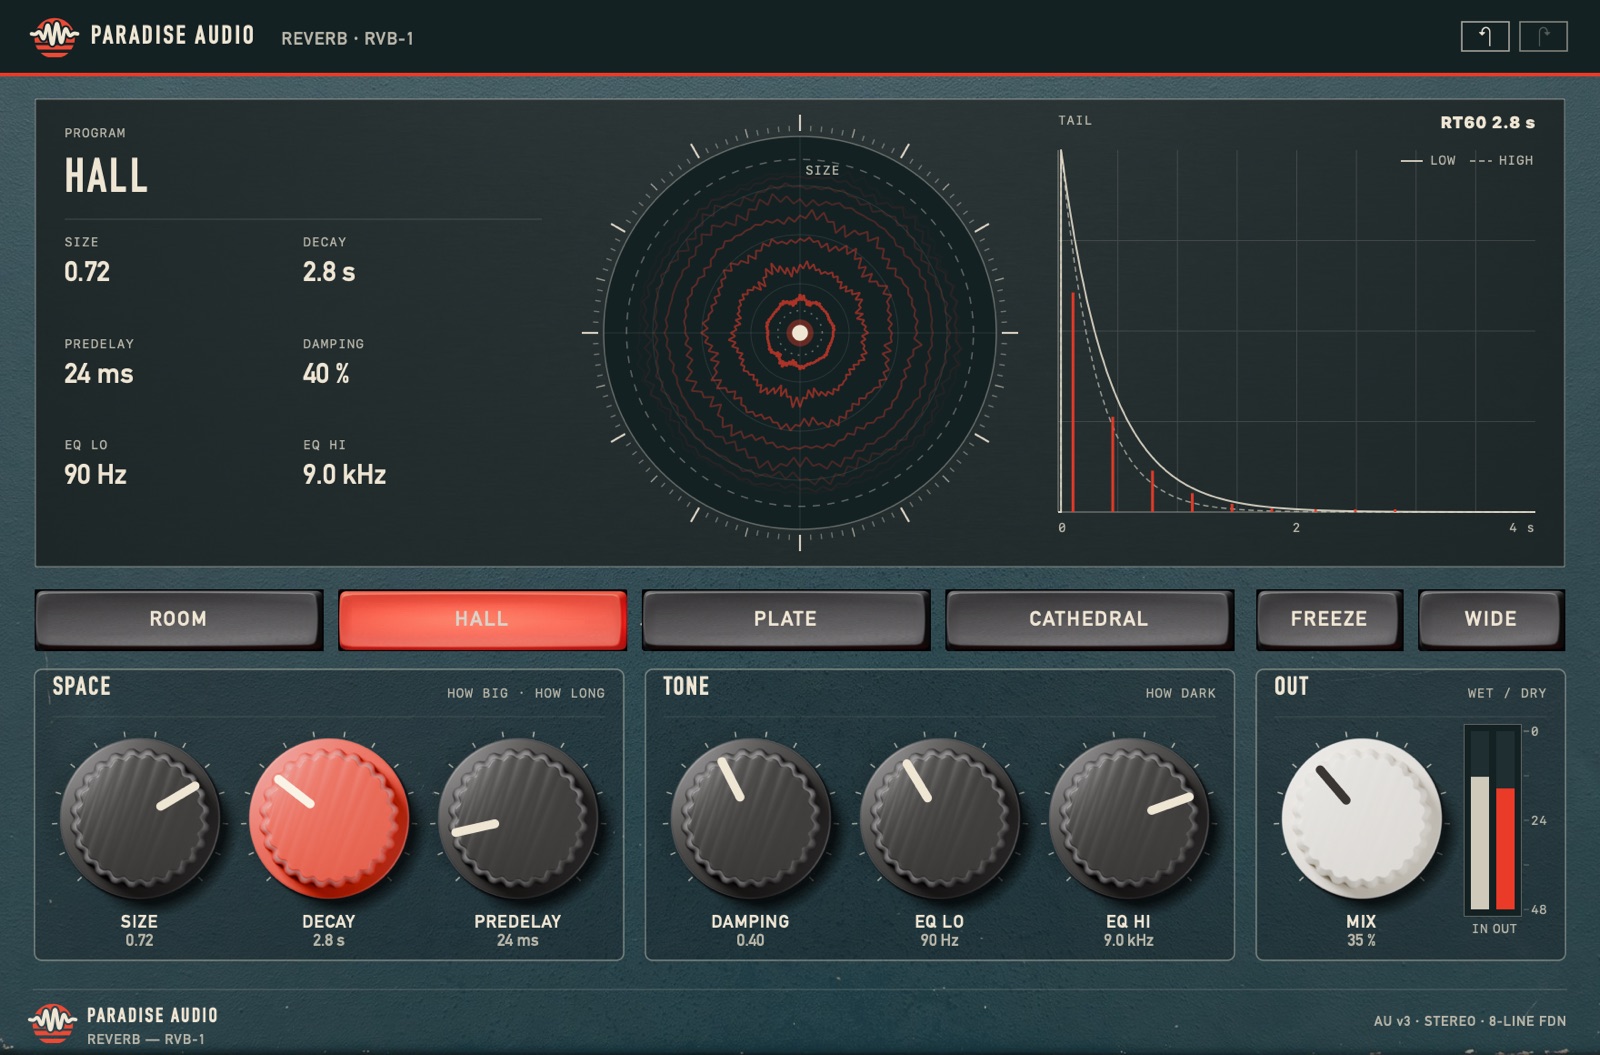 PARADISE AUDIO REVERB · RVB-1
PROGRAM
HALL
SIZE DECAY
0.72 2.8 s
PREDELAY DAMPING
24 ms 40 %
EQ LO EQ HI
90 Hz 9.0 kHz
SIZE
TAIL RT60 2.8 s
LOW HIGH
0 2 4 s
ROOM HALL PLATE CATHEDRAL FREEZE WIDE
SPACE HOW BIG · HOW LONG
SIZE DECAY PREDELAY
0.72 2.8 s 24 ms
TONE HOW DARK
DAMPING EQ LO EQ HI
0.40 90 Hz 9.0 kHz
OUT WET / DRY
0
24
48
IN OUT
MIX
35 %
PARADISE AUDIO
REVERB — RVB-1
AU v3 · STEREO · 8-LINE FDN